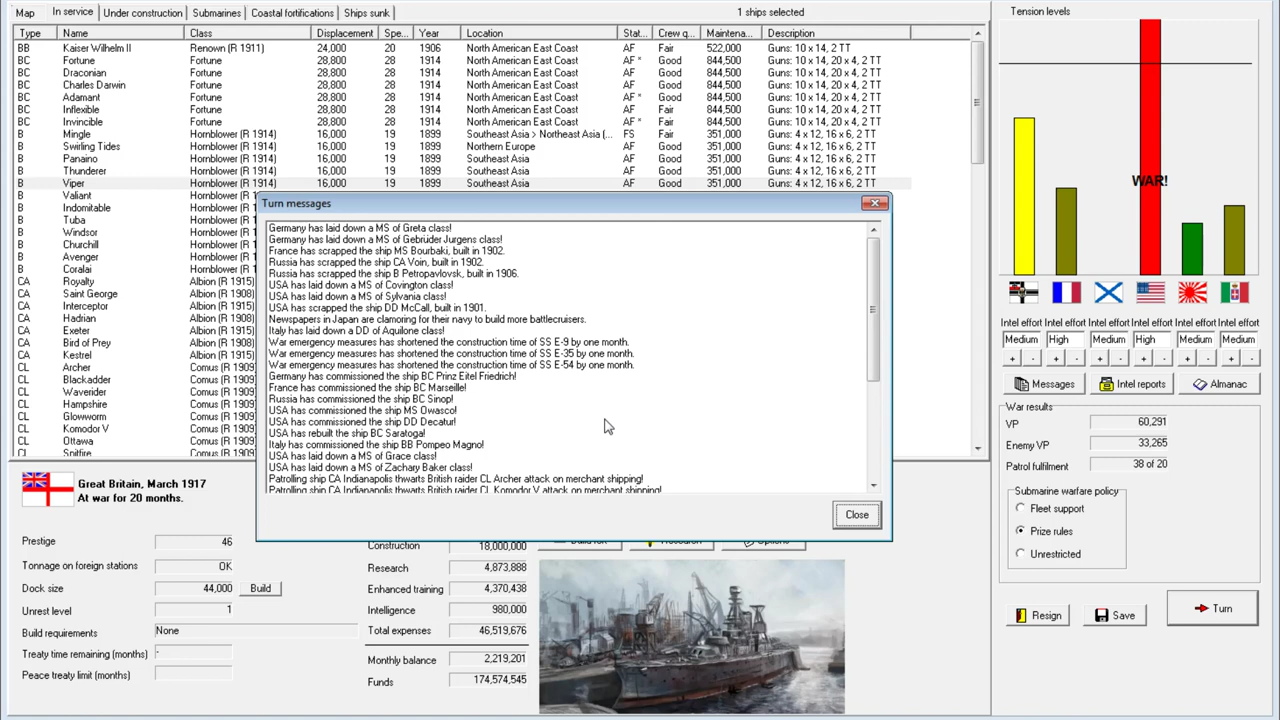 Map In service Under construction Submarines Coastal fortifications Ships sunk 1 ships selected
Type Name Class Displacement Spe... Year Location Stat... Crew q... Maintena... Description
BB Kaiser Wilhelm II Renown (R 1911) 24,000 20 1906 North American East Coast AF Fair 522,000 Guns: 10 x 14, 2 TT
BC Fortune Fortune 28,800 28 1914 North American East Coast AF * Good 844,500 Guns: 10 x 14, 20 x 4, 2 TT
BC Draconian Fortune 28,800 28 1914 North American East Coast AF Good 844,500 Guns: 10 x 14, 20 x 4, 2 TT
BC Charles Darwin Fortune 28,800 28 1914 North American East Coast AF Good 844,500 Guns: 10 x 14, 20 x 4, 2 TT
BC Adamant Fortune 28,800 28 1914 North American East Coast AF * Good 844,500 Guns: 10 x 14, 20 x 4, 2 TT
BC Inflexible Fortune 28,800 28 1914 North American East Coast AF Fair 844,500 Guns: 10 x 14, 20 x 4, 2 TT
BC Invincible Fortune 28,800 28 1914 North American East Coast AF * Fair 844,500 Guns: 10 x 14, 20 x 4, 2 TT
B Mingle Hornblower (R 1914) 16,000 19 1899 Southeast Asia > Northeast Asia (... FS Fair 351,000 Guns: 4 x 12, 16 x 6, 2 TT
B Swirling Tides Hornblower (R 1914) 16,000 19 1899 Northern Europe AF Good 351,000 Guns: 4 x 12, 16 x 6, 2 TT
B Panaino Hornblower (R 1914) 16,000 19 1899 Southeast Asia AF Good 351,000 Guns: 4 x 12, 16 x 6, 2 TT
B Thunderer Hornblower (R 1914) 16,000 19 1899 Southeast Asia AF Good 351,000 Guns: 4 x 12, 16 x 6, 2 TT
B Viper Hornblower (R 1914) 16,000 19 1899 Southeast Asia AF Good 351,000 Guns: 4 x 12, 16 x 6, 2 TT
B Valiant Hornblower (R 1914)
B Indomitable Hornblower (R 1914)
B Tuba Hornblower (R 1914)
B Windsor Hornblower (R 1914)
B Churchill Hornblower (R 1914)
B Avenger Hornblower (R 1914)
B Coralai Hornblower (R 1914)
CA Royalty Albion (R 1915)
CA Saint George Albion (R 1908)
CA Interceptor Albion (R 1915)
CA Hadrian Albion (R 1908)
CA Exeter Albion (R 1915)
CA Bird of Prey Albion (R 1908)
CA Kestrel Albion (R 1915)
CL Archer Comus (R 1909)
CL Blackadder Comus (R 1909)
CL Waverider Comus (R 1909)
CL Hampshire Comus (R 1909)
CL Glowworm Comus (R 1909)
CL Komodor V Comus (R 1909)
CL Ottawa Comus (R 1909)
CL Spitfire Comus (R 1909)
Turn messages
Germany has laid down a MS of Greta class!
Germany has laid down a MS of Gebrüder Jurgens class!
France has scrapped the ship MS Bourbaki, built in 1902.
Russia has scrapped the ship CA Voin, built in 1902.
Russia has scrapped the ship B Petropavlovsk, built in 1906.
USA has laid down a MS of Covington class!
USA has laid down a MS of Sylvania class!
USA has scrapped the ship DD McCall, built in 1901.
Newspapers in Japan are clamoring for their navy to build more battlecruisers.
Italy has laid down a DD of Aquilone class!
War emergency measures has shortened the construction time of SS E-9 by one month.
War emergency measures has shortened the construction time of SS E-35 by one month.
War emergency measures has shortened the construction time of SS E-54 by one month.
Germany has commissioned the ship BC Prinz Eitel Friedrich!
France has commissioned the ship BC Marseille!
Russia has commissioned the ship BC Sinop!
USA has commissioned the ship MS Owasco!
USA has commissioned the ship DD Decatur!
USA has rebuilt the ship BC Saratoga!
Italy has commissioned the ship BB Pompeo Magno!
USA has laid down a MS of Grace class!
USA has laid down a MS of Zachary Baker class!
Patrolling ship CA Indianapolis thwarts British raider CL Archer attack on merchant shipping!
Patrolling ship CA Indianapolis thwarts British raider CL Komodor V attack on merchant shipping!
Close
Great Britain, March 1917
At war for 20 months.
Prestige 46
Tonnage on foreign stations OK
Dock size 44,000 Build
Unrest level 1
Build requirements None
Treaty time remaining (months) -
Peace treaty limit (months)
Construction 18,000,000
Research 4,873,888
Enhanced training 4,370,438
Intelligence 980,000
Total expenses 46,519,676
Monthly balance 2,219,201
Funds 174,574,545
Tension levels
WAR!
Intel effort Intel effort Intel effort Intel effort Intel effort Intel effort
Medium High Medium High Medium Medium
+ - + - + - + - + - + -
Messages Intel reports Almanac
War results
VP 60,291
Enemy VP 33,265
Patrol fulfilment 38 of 20
Submarine warfare policy
Fleet support
Prize rules
Unrestricted
Resign Save Turn